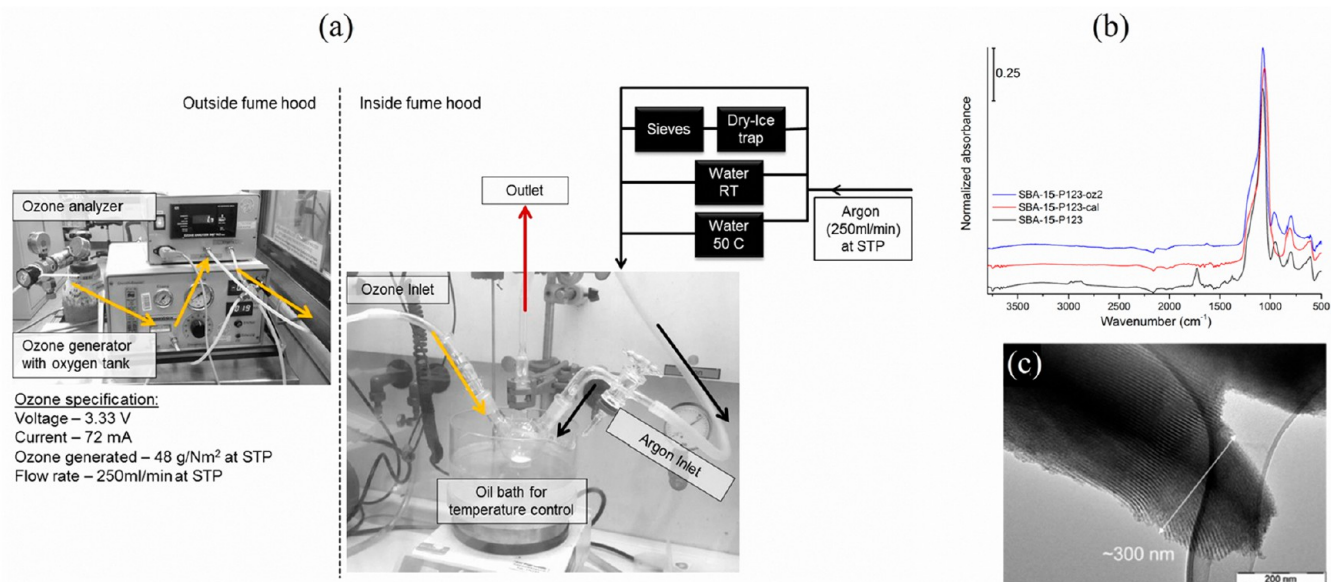 (a)
Outside fume hood
Inside fume hood
Ozone analyzer
Ozone generator
with oxygen tank
Ozone specification:
Voltage – 3.33 V
Current – 72 mA
Ozone generated – 48 g/Nm² at STP
Flow rate – 250ml/min at STP
Outlet
Sieves
Dry-Ice
trap
Water
RT
Water
50 C
Argon
(250ml/min)
at STP
Ozone Inlet
Argon Inlet
Oil bath for
temperature control
(b)
0.25
Normalized absorbance
SBA-15-P123-oz2
SBA-15-P123-cal
SBA-15-P123
3500 3000 2500 2000 1500 1000 500
Wavenumber (cm⁻¹)
(c)
~300 nm
200 nm